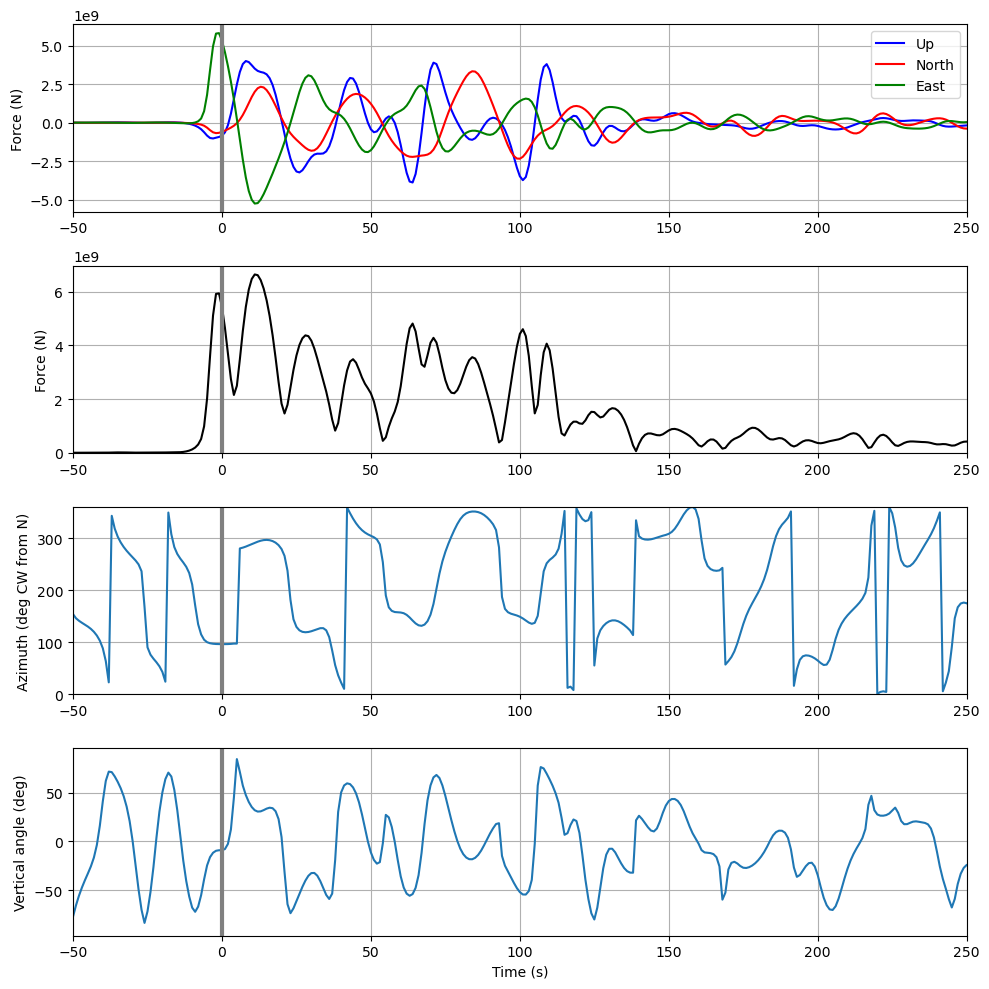 1e9
Force (N)
5.0
2.5
0.0
−2.5
−5.0
Up
North
East
−50 0 50 100 150 200 250
1e9
Force (N)
6
4
2
0
−50 0 50 100 150 200 250
Azimuth (deg CW from N)
300
200
100
0
−50 0 50 100 150 200 250
Vertical angle (deg)
50
0
−50
−50 0 50 100 150 200 250
Time (s)